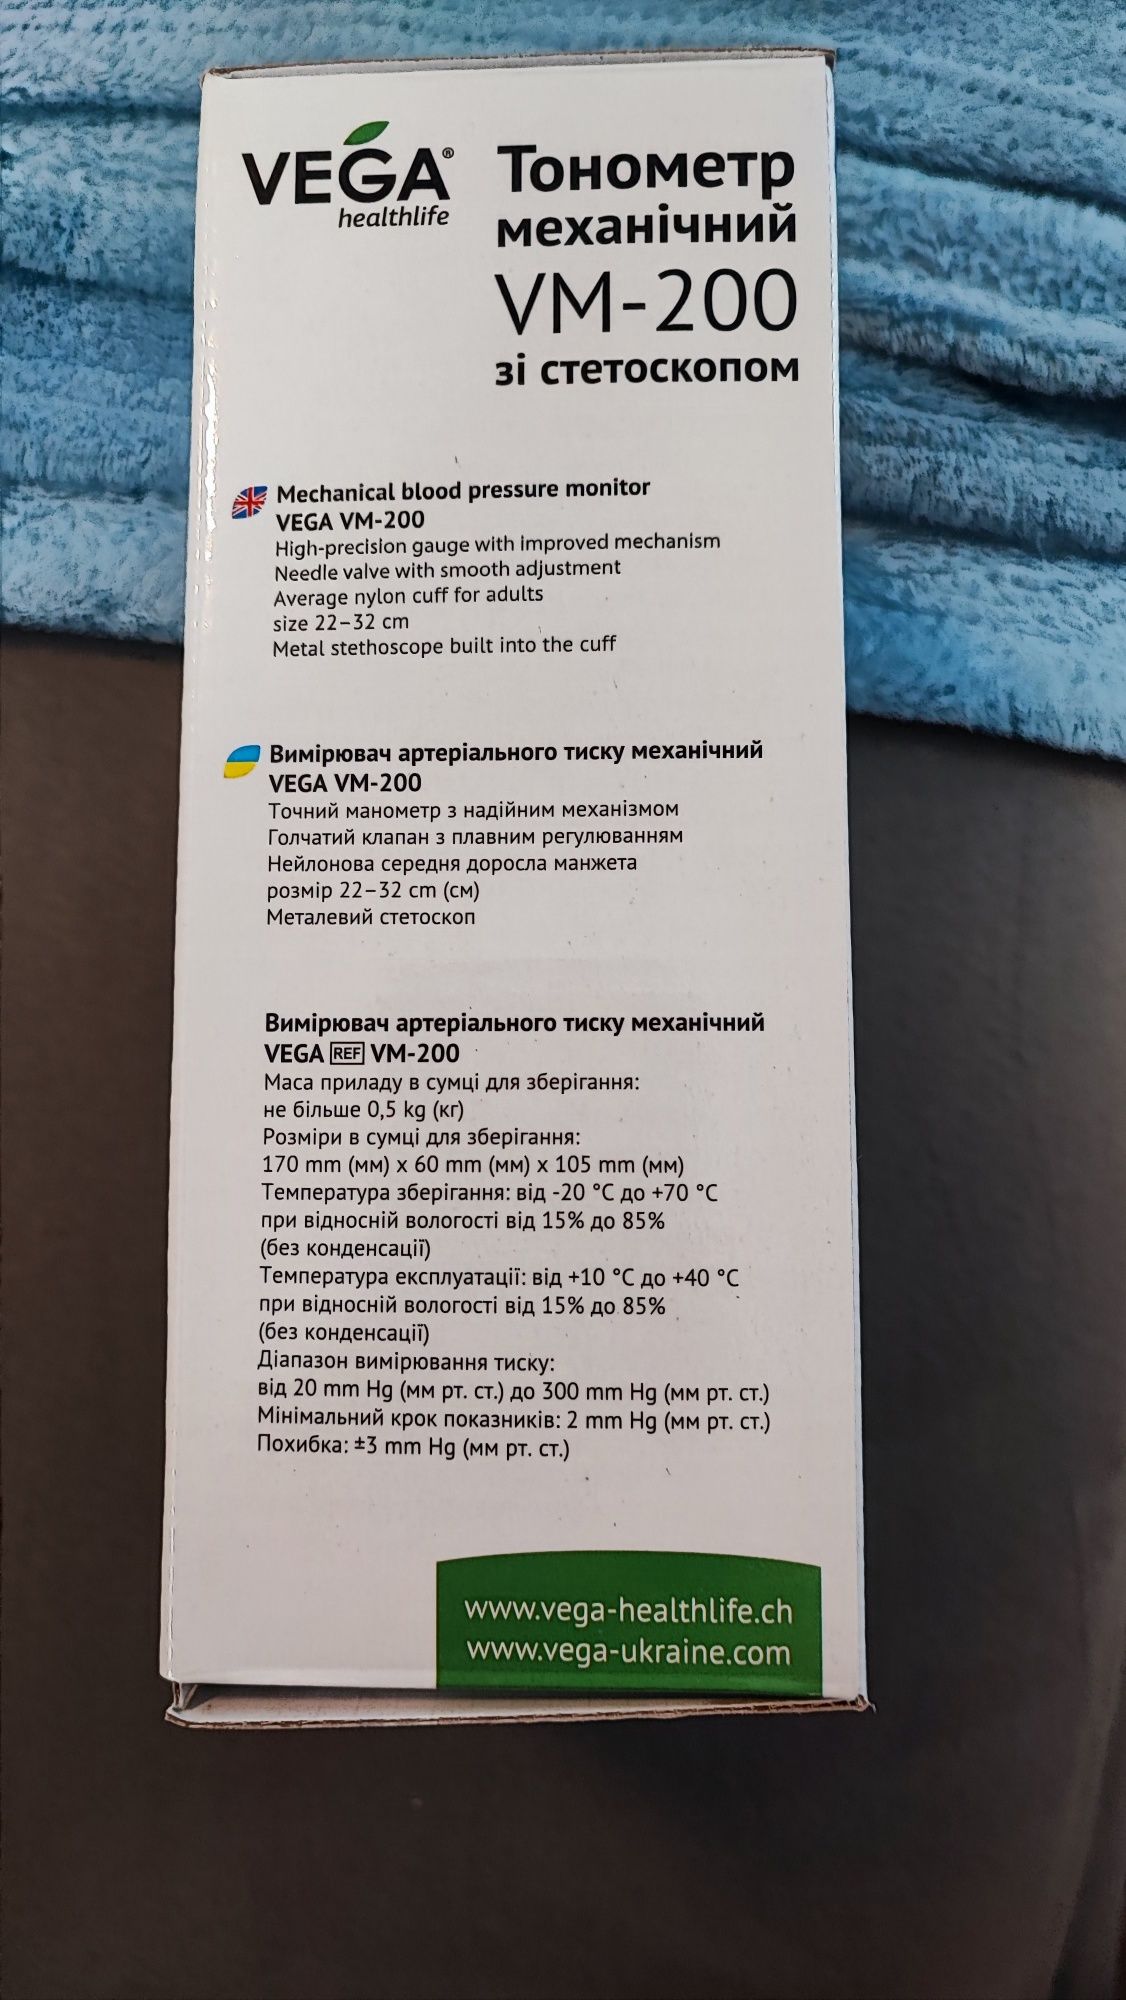 VEGA®
healthlife
Тонометр
механічний
VM-200
зі стетоскопом
Mechanical blood pressure monitor
VEGA VM-200
High-precision gauge with improved mechanism
Needle valve with smooth adjustment
Average nylon cuff for adults
size 22–32 cm
Metal stethoscope built into the cuff
Вимірювач артеріального тиску механічний
VEGA VM-200
Точний манометр з надійним механізмом
Голчатий клапан з плавним регулюванням
Нейлонова середня доросла манжета
розмір 22–32 cm (см)
Металевий стетоскоп
Вимірювач артеріального тиску механічний
VEGA REF VM-200
Маса приладу в сумці для зберігання:
не більше 0,5 kg (кг)
Розміри в сумці для зберігання:
170 mm (мм) x 60 mm (мм) x 105 mm (мм)
Температура зберігання: від -20 °C до +70 °C
при відносній вологості від 15% до 85%
(без конденсації)
Температура експлуатації: від +10 °C до +40 °C
при відносній вологості від 15% до 85%
(без конденсації)
Діапазон вимірювання тиску:
від 20 mm Hg (мм рт. ст.) до 300 mm Hg (мм рт. ст.)
Мінімальний крок показників: 2 mm Hg (мм рт. ст.)
Похибка: ±3 mm Hg (мм рт. ст.)
www.vega-healthlife.ch
www.vega-ukraine.com